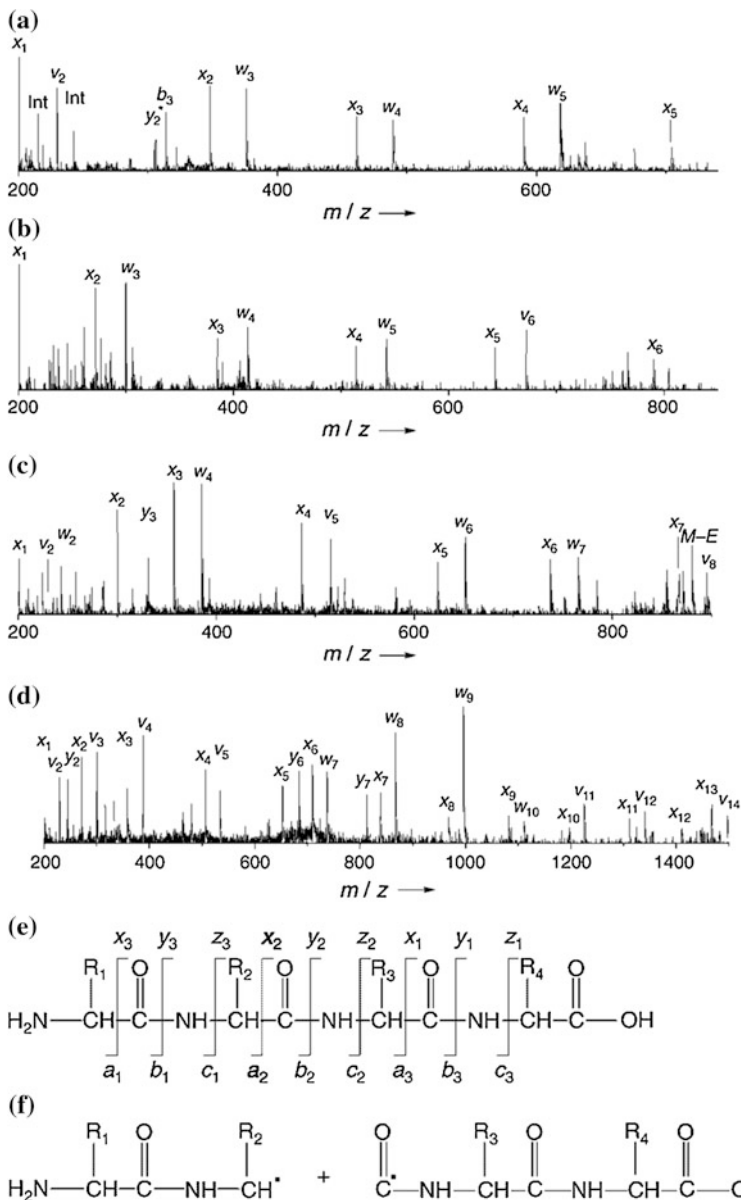 (a)
x1
Int
v2
Int
y2*
b3
x2
w3
x3
w4
x4
w5
x5
200 400 600
m / z
(b)
x1
x2
w3
x3
w4
x4
w5
x5
v6
x6
200 400 600 800
m / z
(c)
x1
v2
w2
x2
y3
x3
w4
x4
v5
x5
w6
x6
w7
x7
M–E
v8
200 400 600 800
m / z
(d)
x1
v2
y2
x2
v3
x3
v4
x4
v5
x5
y6
x6
w7
y7
x7
w8
x8
w9
x9
w10
x10
v11
x11
v12
x12
x13
v14
200 400 600 800 1000 1200 1400
m / z
(e)
x3 y3 z3 x2 y2 z2 x1 y1 z1
R1 O R2 O R3 O R4 O
H2N CH C NH CH C NH CH C NH CH C OH
a1 b1 c1 a2 b2 c2 a3 b3 c3
(f)
R1 O R2 O R3 O R4 O
H2N CH C NH CH• + C• NH CH C NH CH C